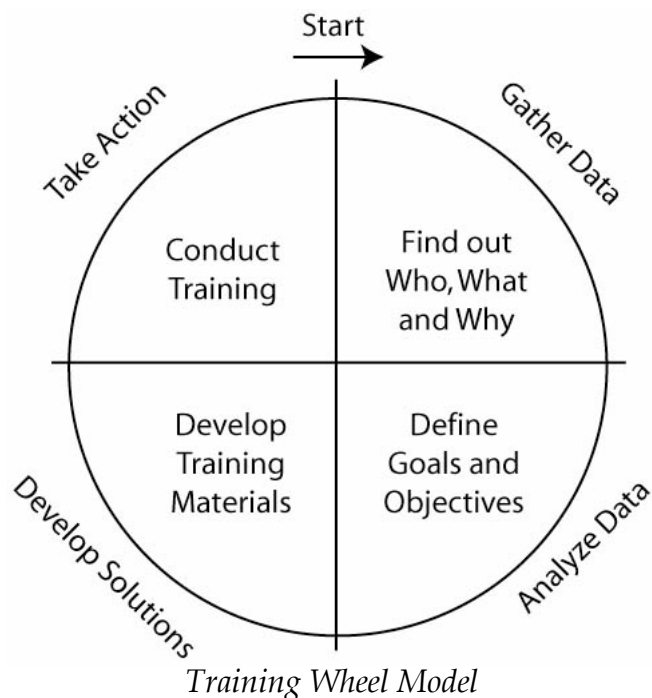 Start
Take Action
Gather Data
Conduct
Training
Find out
Who, What
and Why
Develop
Training
Materials
Define
Goals and
Objectives
Develop Solutions
Analyze Data
Training Wheel Model